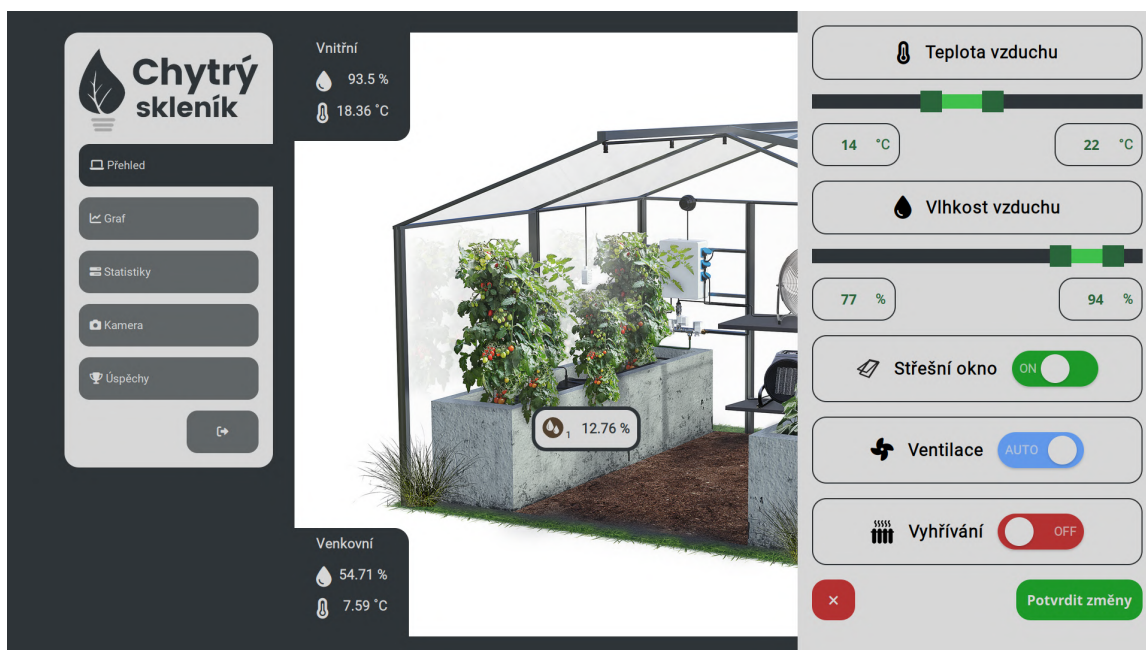 Chytrý
skleník
Přehled
Graf
Statistiky
Kamera
Úspěchy
Vnitřní
93.5 %
18.36 °C
1 12.76 %
Venkovní
54.71 %
7.59 °C
Teplota vzduchu
14 °C
22 °C
Vlhkost vzduchu
77 %
94 %
Střešní okno ON
Ventilace AUTO
Vyhřívání OFF
× Potvrdit změny